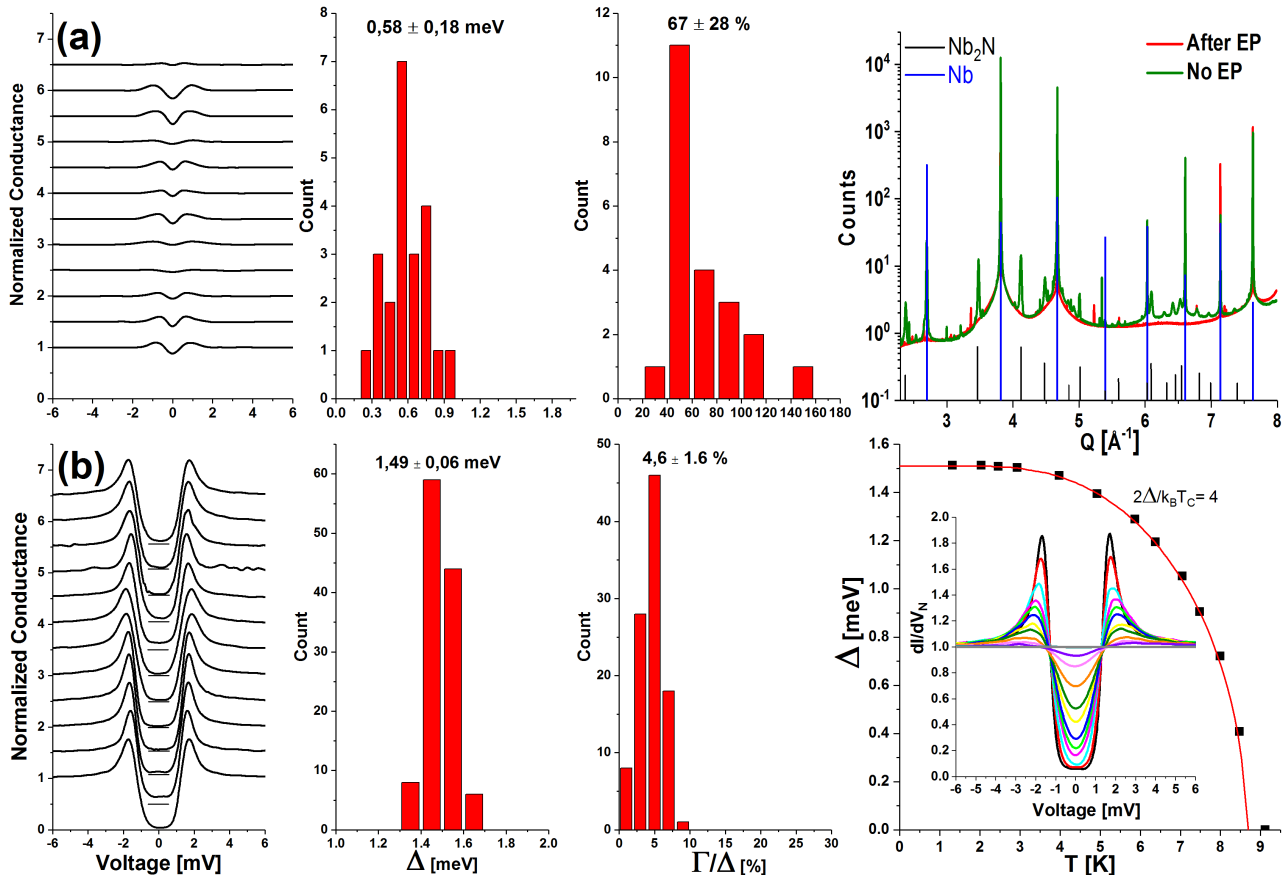 (a)
Normalized Conductance
7
6
5
4
3
2
1
0
-6 -4 -2 0 2 4 6
0,58 ± 0,18 meV
Count
8
7
6
5
4
3
2
1
0
0.3 0.6 0.9 1.2 1.5 1.8
67 ± 28 %
Count
12
10
8
6
4
2
0
0 20 40 60 80 100 120 140 160 180
Nb2N
Nb
After EP
No EP
Counts
10^4
10^3
10^2
10^1
10^0
10^-1
3 4 5 6 7 8
Q [Å^-1]
(b)
Normalized Conductance
7
6
5
4
3
2
1
0
-6 -4 -2 0 2 4 6
Voltage [mV]
1,49 ± 0,06 meV
Count
60
40
20
0
1.0 1.2 1.4 1.6 1.8 2.0
Δ [meV]
4,6 ± 1.6 %
Count
50
40
30
20
10
0
0 5 10 15 20 25 30
Γ/Δ [%]
Δ [meV]
1.6
1.4
1.2
1.0
0.8
0.6
0.4
0.2
0.0
0 1 2 3 4 5 6 7 8 9
T [K]
2Δ/kBTC= 4
dI/dVN
2.0
1.8
1.6
1.4
1.2
1.0
0.8
0.6
0.4
0.2
0.0
-6 -5 -4 -3 -2 -1 0 1 2 3 4 5 6
Voltage [mV]